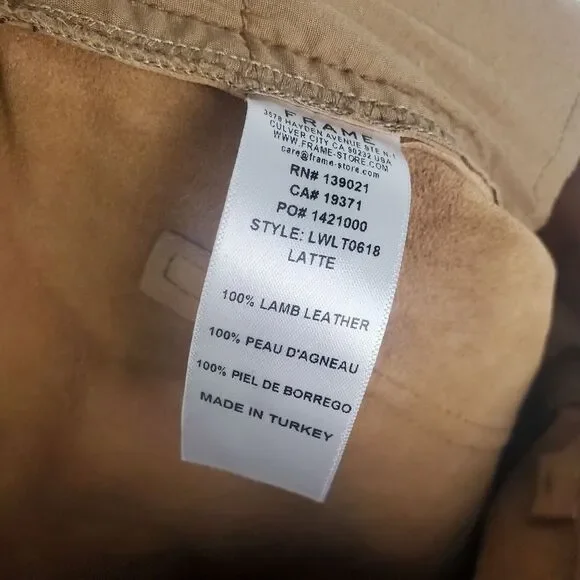 FRAME
3578 HAYDEN AVENUE STE N.1
CULVER CITY CA 90232 USA
WWW.FRAME-STORE.COM
care@frame-store.com
RN# 139021
CA# 19371
PO# 1421000
STYLE: LWLT0618
LATTE
100% LAMB LEATHER
100% PEAU D'AGNEAU
100% PIEL DE BORREGO
MADE IN TURKEY